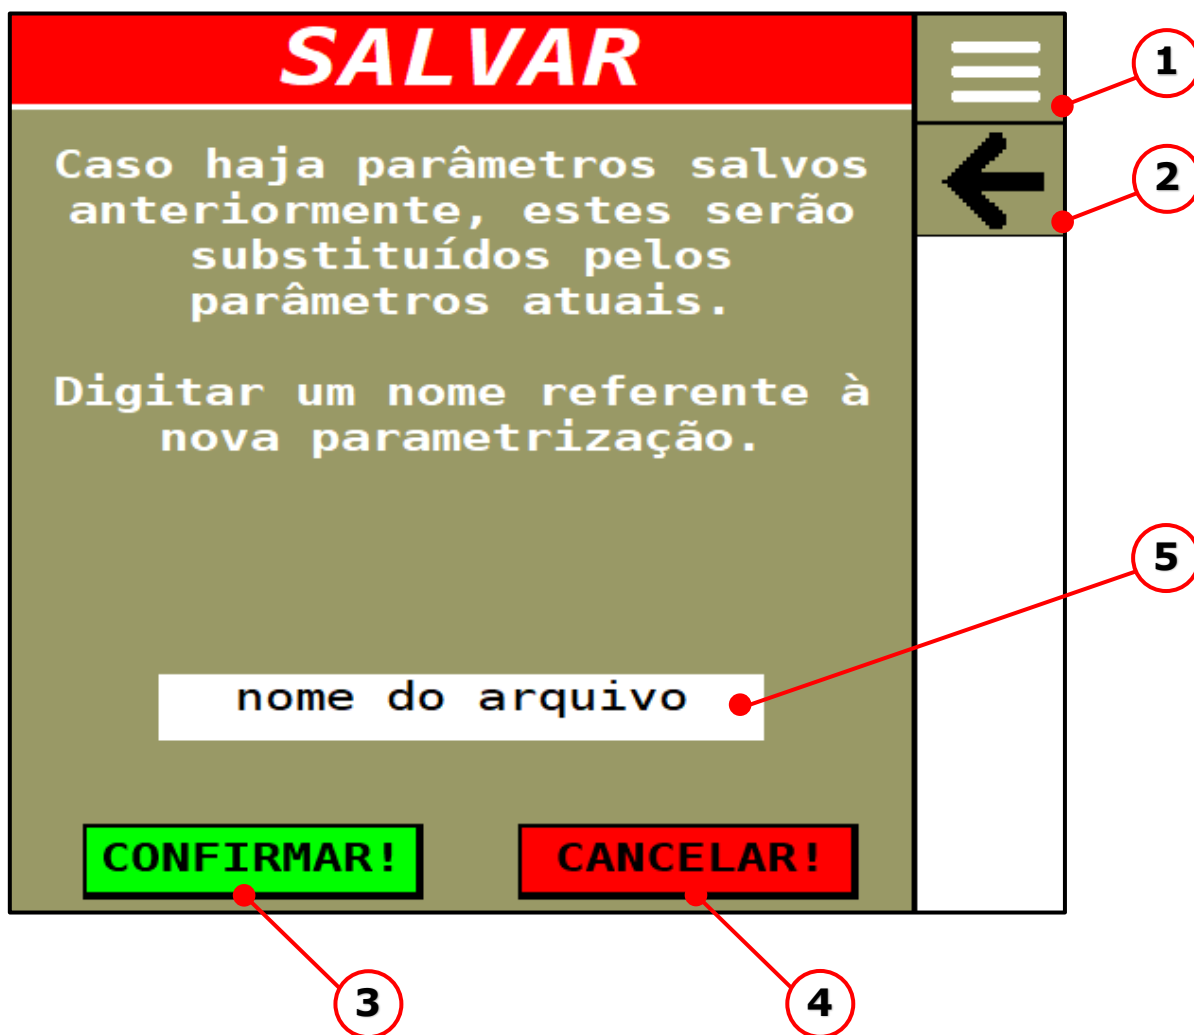 SALVAR
1
Caso haja parâmetros salvos
anteriormente, estes serão
substituídos pelos
parâmetros atuais.
2
Digitar um nome referente à
nova parametrização.
5
nome do arquivo
CONFIRMAR!
CANCELAR!
3
4